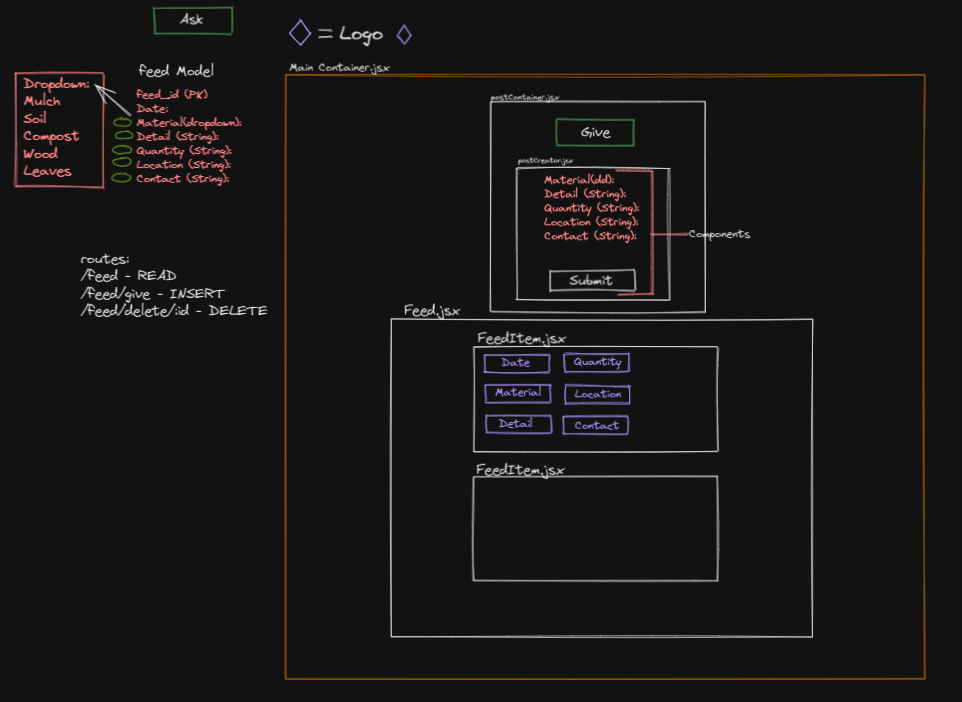 Ask
= Logo
Main Container.jsx
feed Model
feed_id (PK)
Date:
Material(dropdown):
Detail (String):
Quantity (String):
Location (String):
Contact (String):
Dropdown:
Mulch
Soil
Compost
Wood
Leaves
routes:
/feed - READ
/feed/give - INSERT
/feed/delete/:id - DELETE
postContainer.jsx
Give
postCreator.jsx
Material(dd):
Detail (String):
Quantity (String):
Location (String):
Contact (String):
Components
Submit
Feed.jsx
FeedItem.jsx
Date
Quantity
Material
Location
Detail
Contact
FeedItem.jsx